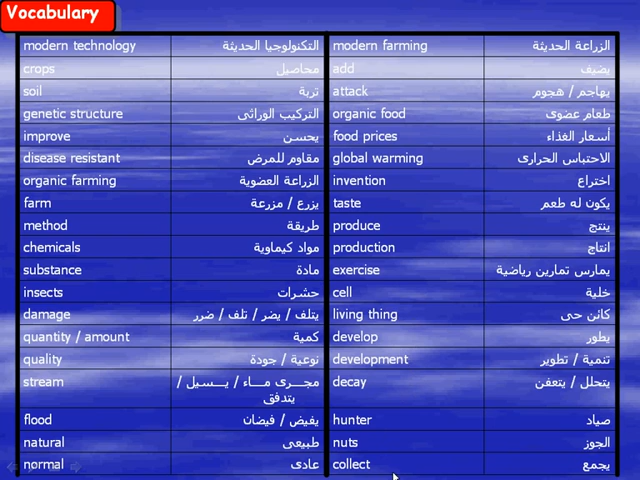 Vocabulary
modern technology التكنولوجيا الحديثة modern farming الزراعة الحديثة
crops محاصيل add يضيف
soil تربة attack يهاجم / هجوم
genetic structure التركيب الوراثى organic food طعام عضوى
improve يحسن food prices أسعار الغذاء
disease resistant مقاوم للمرض global warming الاحتباس الحرارى
organic farming الزراعة العضوية invention اختراع
farm يزرع / مزرعة taste يكون له طعم
method طريقة produce ينتج
chemicals مواد كيماوية production انتاج
substance مادة exercise يمارس تمارين رياضية
insects حشرات cell خلية
damage يتلف / يضر / تلف / ضرر living thing كائن حى
quantity / amount كمية develop يطور
quality نوعية / جودة development تنمية / تطوير
stream مجـــرى مـــاء / يـــسيل / decay يتحلل / يتعفن
يتدفق
flood يفيض / فيضان hunter صياد
natural طبيعى nuts الجوز
normal عادى collect يجمع